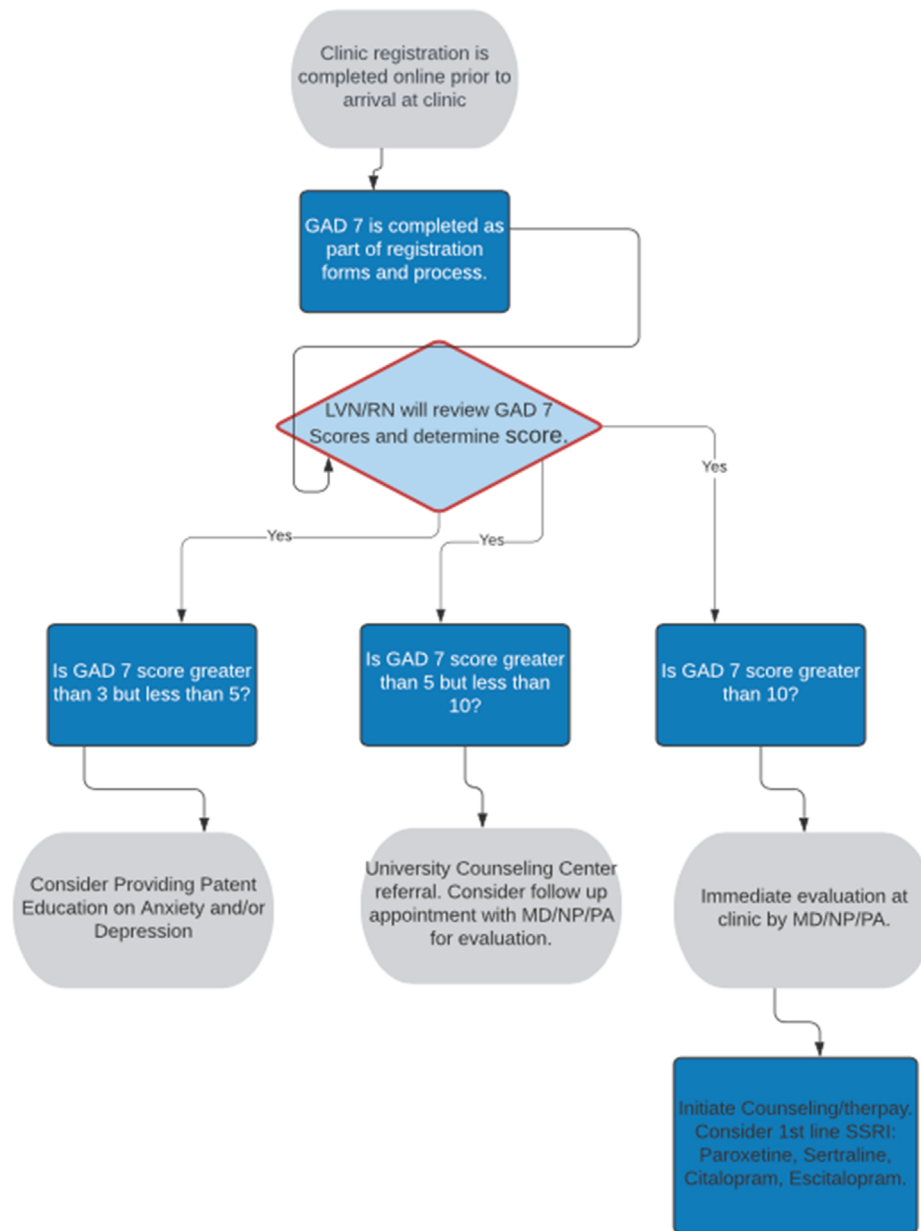 Clinic registration is
completed online prior to
arrival at clinic
GAD 7 is completed as
part of registration
forms and process.
LVN/RN will review GAD 7
Scores and determine score.
Yes
Yes
Yes
Is GAD 7 score greater
than 3 but less than 5?
Is GAD 7 score greater
than 5 but less than
10?
Is GAD 7 score greater
than 10?
Consider Providing Patent
Education on Anxiety and/or
Depression
University Counseling Center
referral. Consider follow up
appointment with MD/NP/PA
for evaluation.
Immediate evaluation at
clinic by MD/NP/PA.
Initiate Counseling/therpay.
Consider 1st line SSRI:
Paroxetine, Sertraline,
Citalopram, Escitalopram.